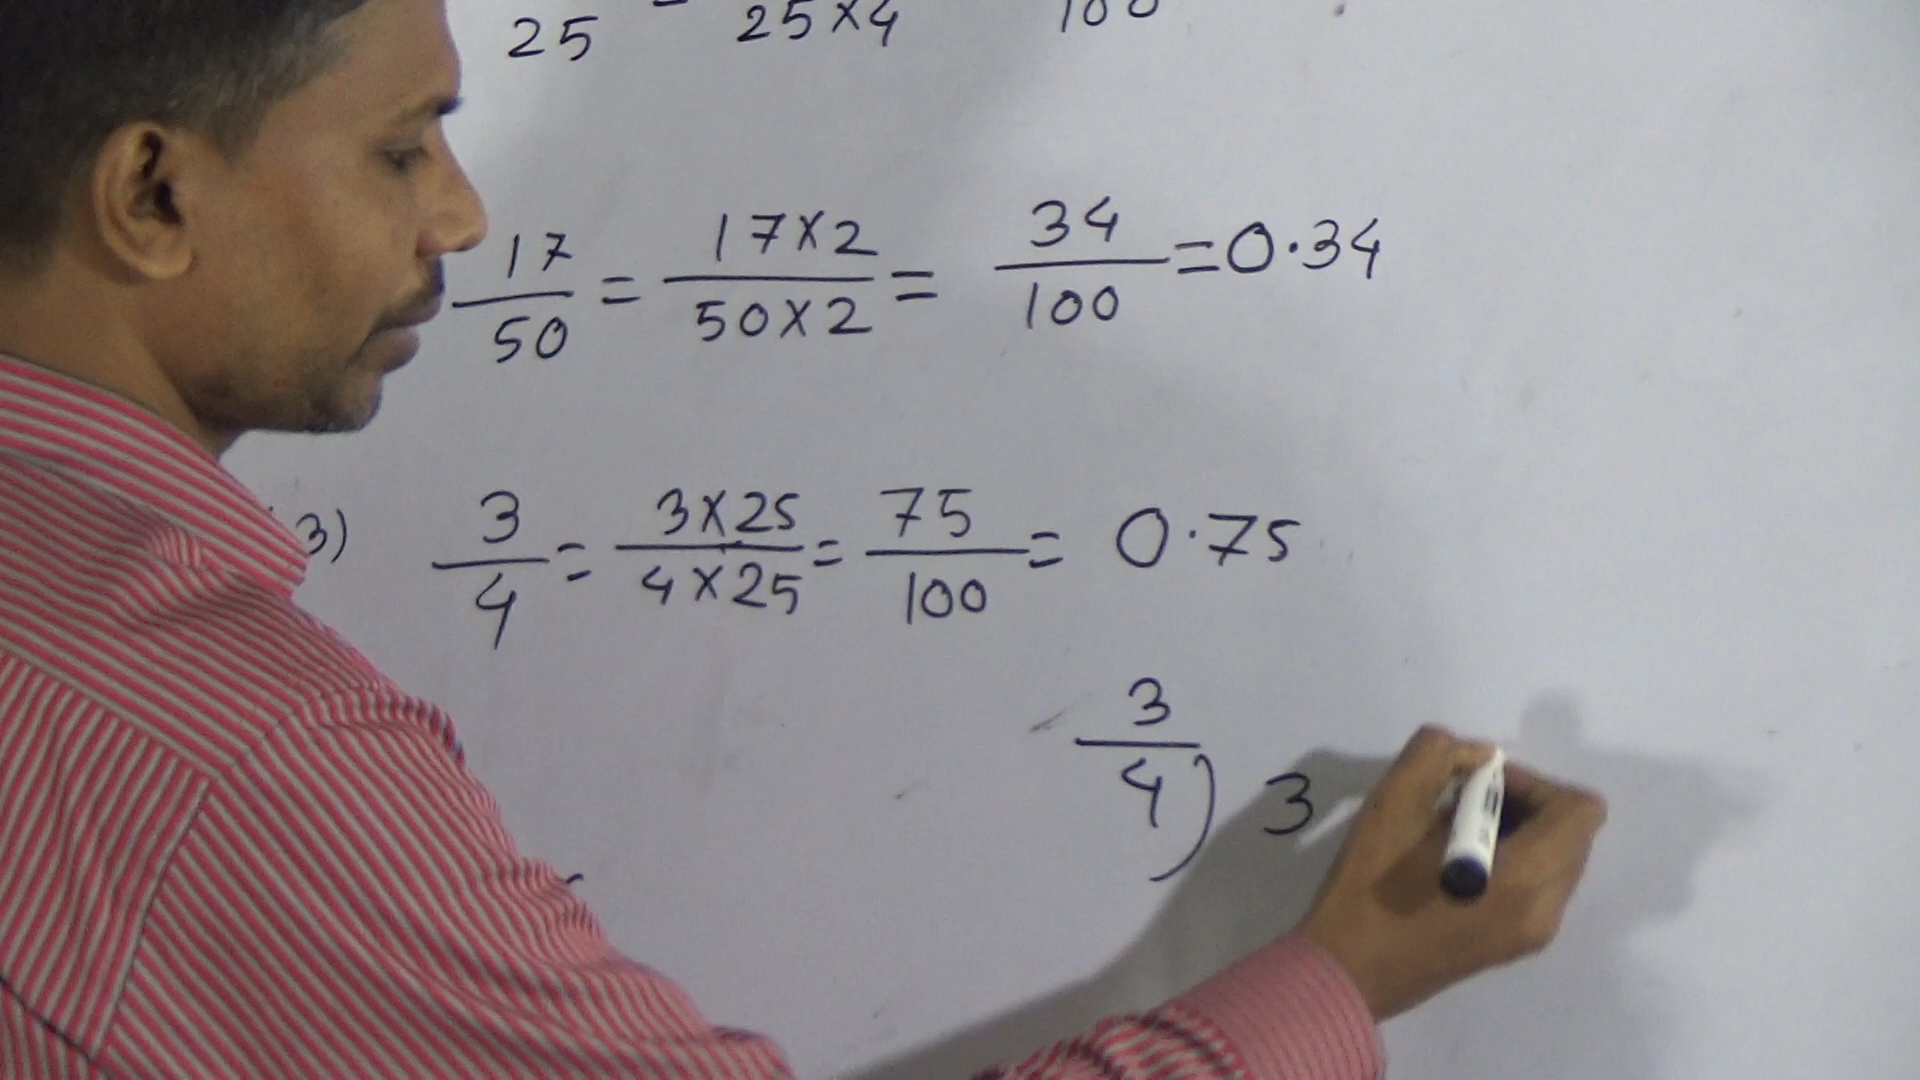 25 = 25×4 100
17/50 = 17×2/50×2 = 34/100 = 0.34
3) 3/4 = 3×25/4×25 = 75/100 = 0.75
3/4) 3